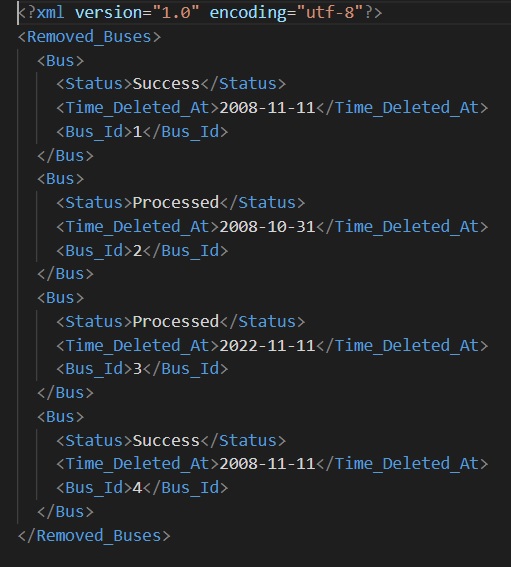 <?xml version="1.0" encoding="utf-8"?>
<Removed_Buses>
  <Bus>
    <Status>Success</Status>
    <Time_Deleted_At>2008-11-11</Time_Deleted_At>
    <Bus_Id>1</Bus_Id>
  </Bus>
  <Bus>
    <Status>Processed</Status>
    <Time_Deleted_At>2008-10-31</Time_Deleted_At>
    <Bus_Id>2</Bus_Id>
  </Bus>
  <Bus>
    <Status>Processed</Status>
    <Time_Deleted_At>2022-11-11</Time_Deleted_At>
    <Bus_Id>3</Bus_Id>
  </Bus>
  <Bus>
    <Status>Success</Status>
    <Time_Deleted_At>2008-11-11</Time_Deleted_At>
    <Bus_Id>4</Bus_Id>
  </Bus>
</Removed_Buses>